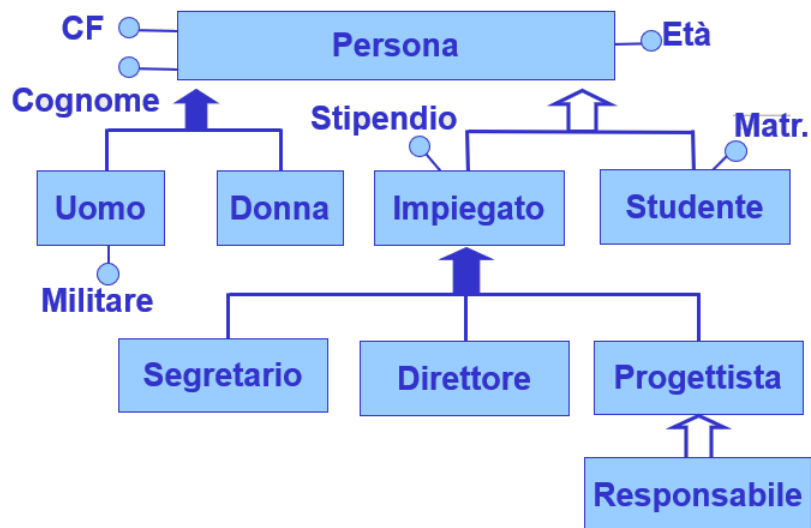 CF
Persona
Età
Cognome
Stipendio
Matr.
Uomo
Donna
Impiegato
Studente
Militare
Segretario
Direttore
Progettista
Responsabile